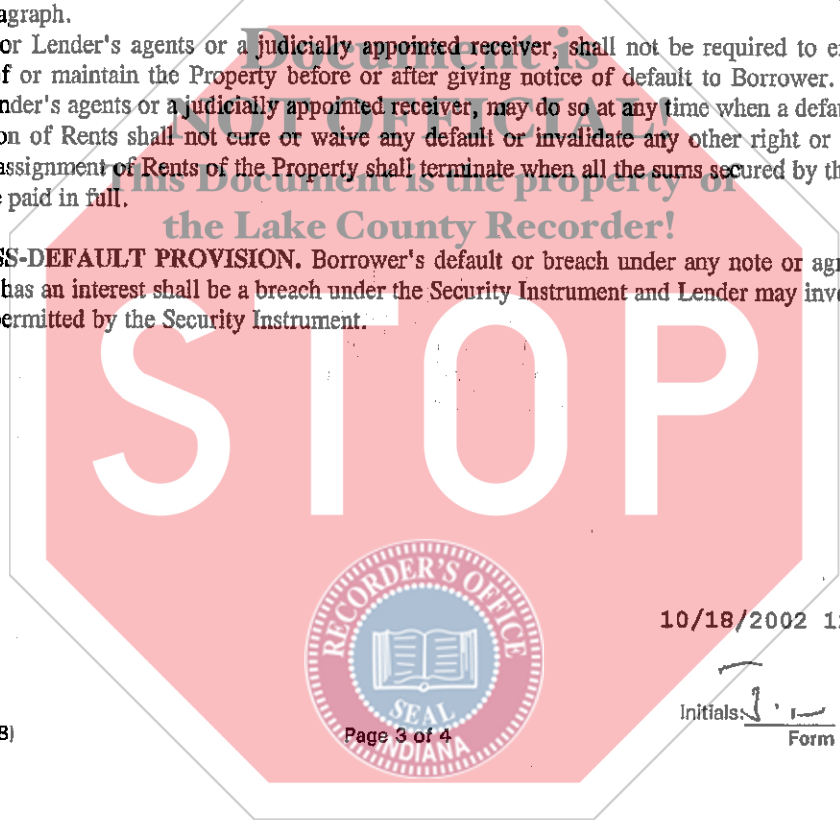 agraph.
or Lender's agents or a judicially appointed receiver, shall not be required to e
f or maintain the Property before or after giving notice of default to Borrower.
nder's agents or a judicially appointed receiver, may do so at any time when a defau
on of Rents shall not cure or waive any default or invalidate any other right or
assignment of Rents of the Property shall terminate when all the sums secured by th
e paid in full.
Document is
NOT OFFICIAL!
This Document is the property of
the Lake County Recorder!
SS-DEFAULT PROVISION. Borrower's default or breach under any note or agr
has an interest shall be a breach under the Security Instrument and Lender may inv
ermitted by the Security Instrument.
STOP
RECORDER'S OFFICE
SEAL
INDIANA
10/18/2002 1
Initials:
8)
Page 3 of 4
Form